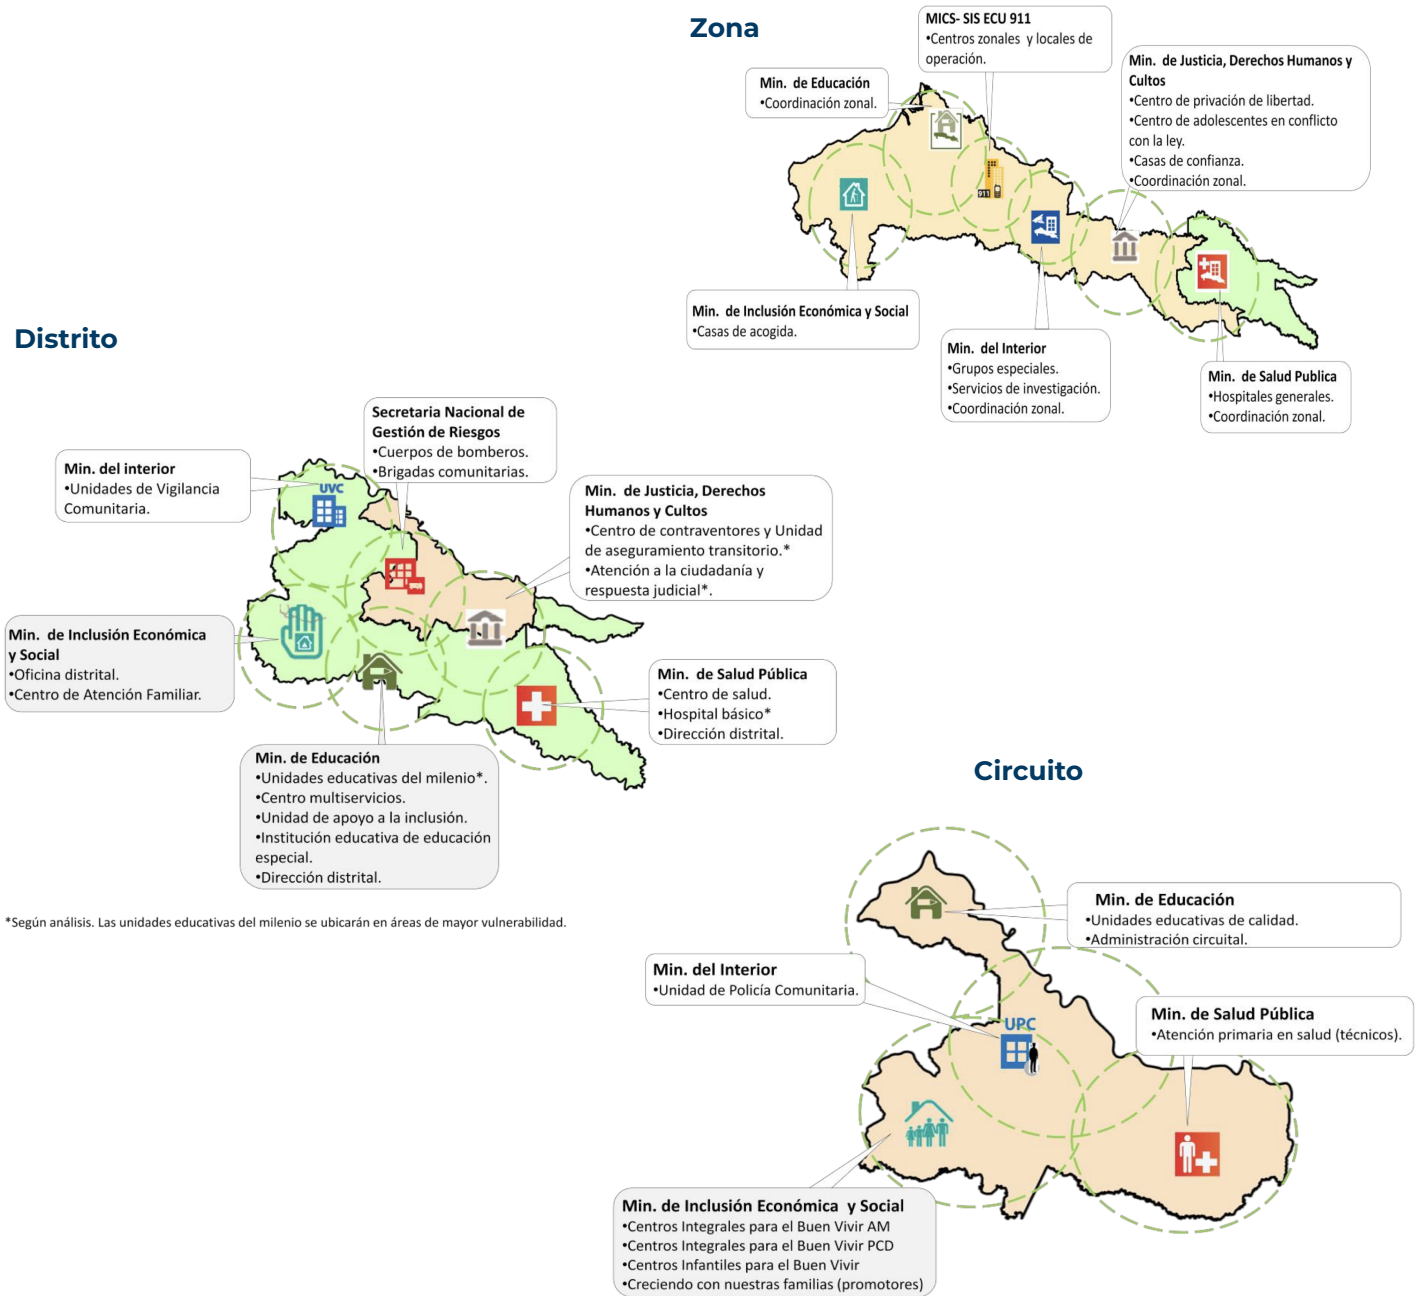 Zona
MICS- SIS ECU 911
•Centros zonales y locales de
operación.
Min. de Educación
•Coordinación zonal.
Min. de Justicia, Derechos Humanos y
Cultos
•Centro de privación de libertad.
•Centro de adolescentes en conflicto
con la ley.
•Casas de confianza.
•Coordinación zonal.
911
Min. de Inclusión Económica y Social
•Casas de acogida.
Min. del Interior
•Grupos especiales.
•Servicios de investigación.
•Coordinación zonal.
Min. de Salud Publica
•Hospitales generales.
•Coordinación zonal.
Distrito
Secretaria Nacional de
Gestión de Riesgos
•Cuerpos de bomberos.
•Brigadas comunitarias.
Min. del interior
•Unidades de Vigilancia
Comunitaria.
UVC
Min. de Justicia, Derechos
Humanos y Cultos
•Centro de contraventores y Unidad
de aseguramiento transitorio.*
•Atención a la ciudadanía y
respuesta judicial*.
Min. de Inclusión Económica
y Social
•Oficina distrital.
•Centro de Atención Familiar.
Min. de Salud Pública
•Centro de salud.
•Hospital básico*
•Dirección distrital.
Min. de Educación
•Unidades educativas del milenio*.
•Centro multiservicios.
•Unidad de apoyo a la inclusión.
•Institución educativa de educación
especial.
•Dirección distrital.
*Según análisis. Las unidades educativas del milenio se ubicarán en áreas de mayor vulnerabilidad.
Circuito
Min. de Educación
•Unidades educativas de calidad.
•Administración circuital.
Min. del Interior
•Unidad de Policía Comunitaria.
UPC
Min. de Salud Pública
•Atención primaria en salud (técnicos).
Min. de Inclusión Económica y Social
•Centros Integrales para el Buen Vivir AM
•Centros Integrales para el Buen Vivir PCD
•Centros Infantiles para el Buen Vivir
•Creciendo con nuestras familias (promotores)